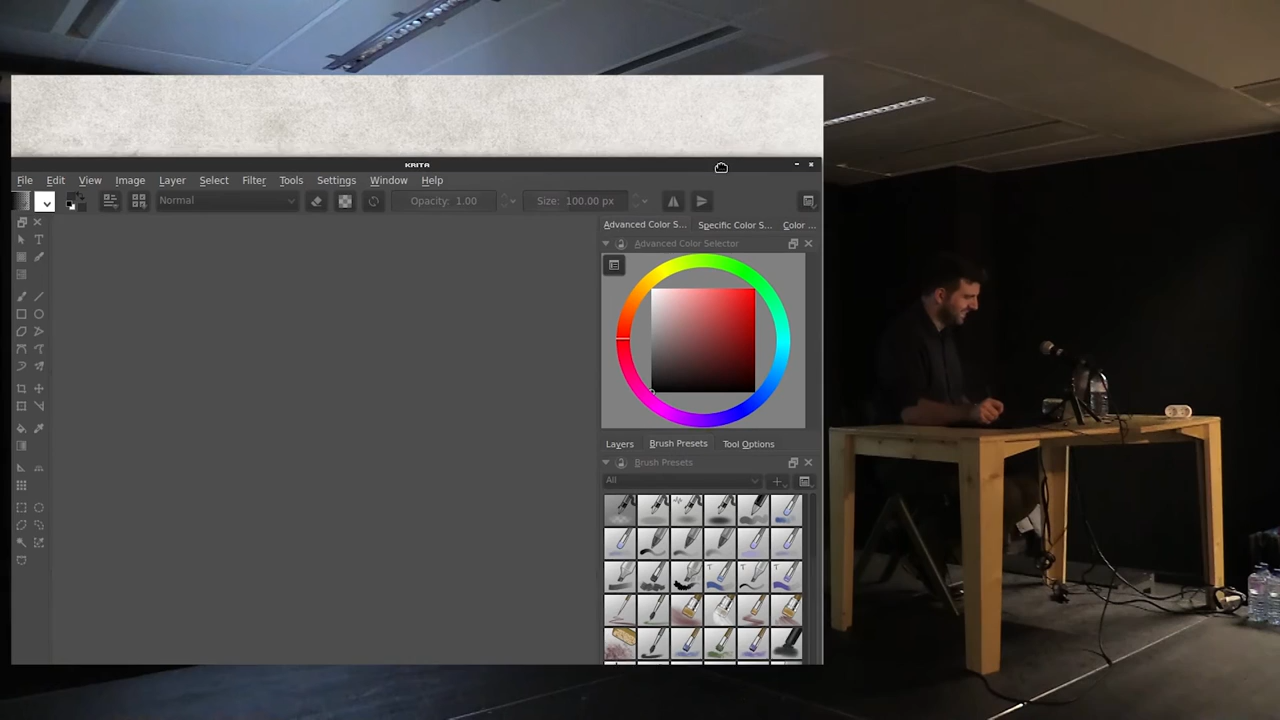 KRITA
File Edit View Image Layer Select Filter Tools Settings Window Help
Normal Opacity: 1.00 Size: 100.00 px
Advanced Color S... Specific Color S... Color ...
Advanced Color Selector
Layers Brush Presets Tool Options
Brush Presets
All